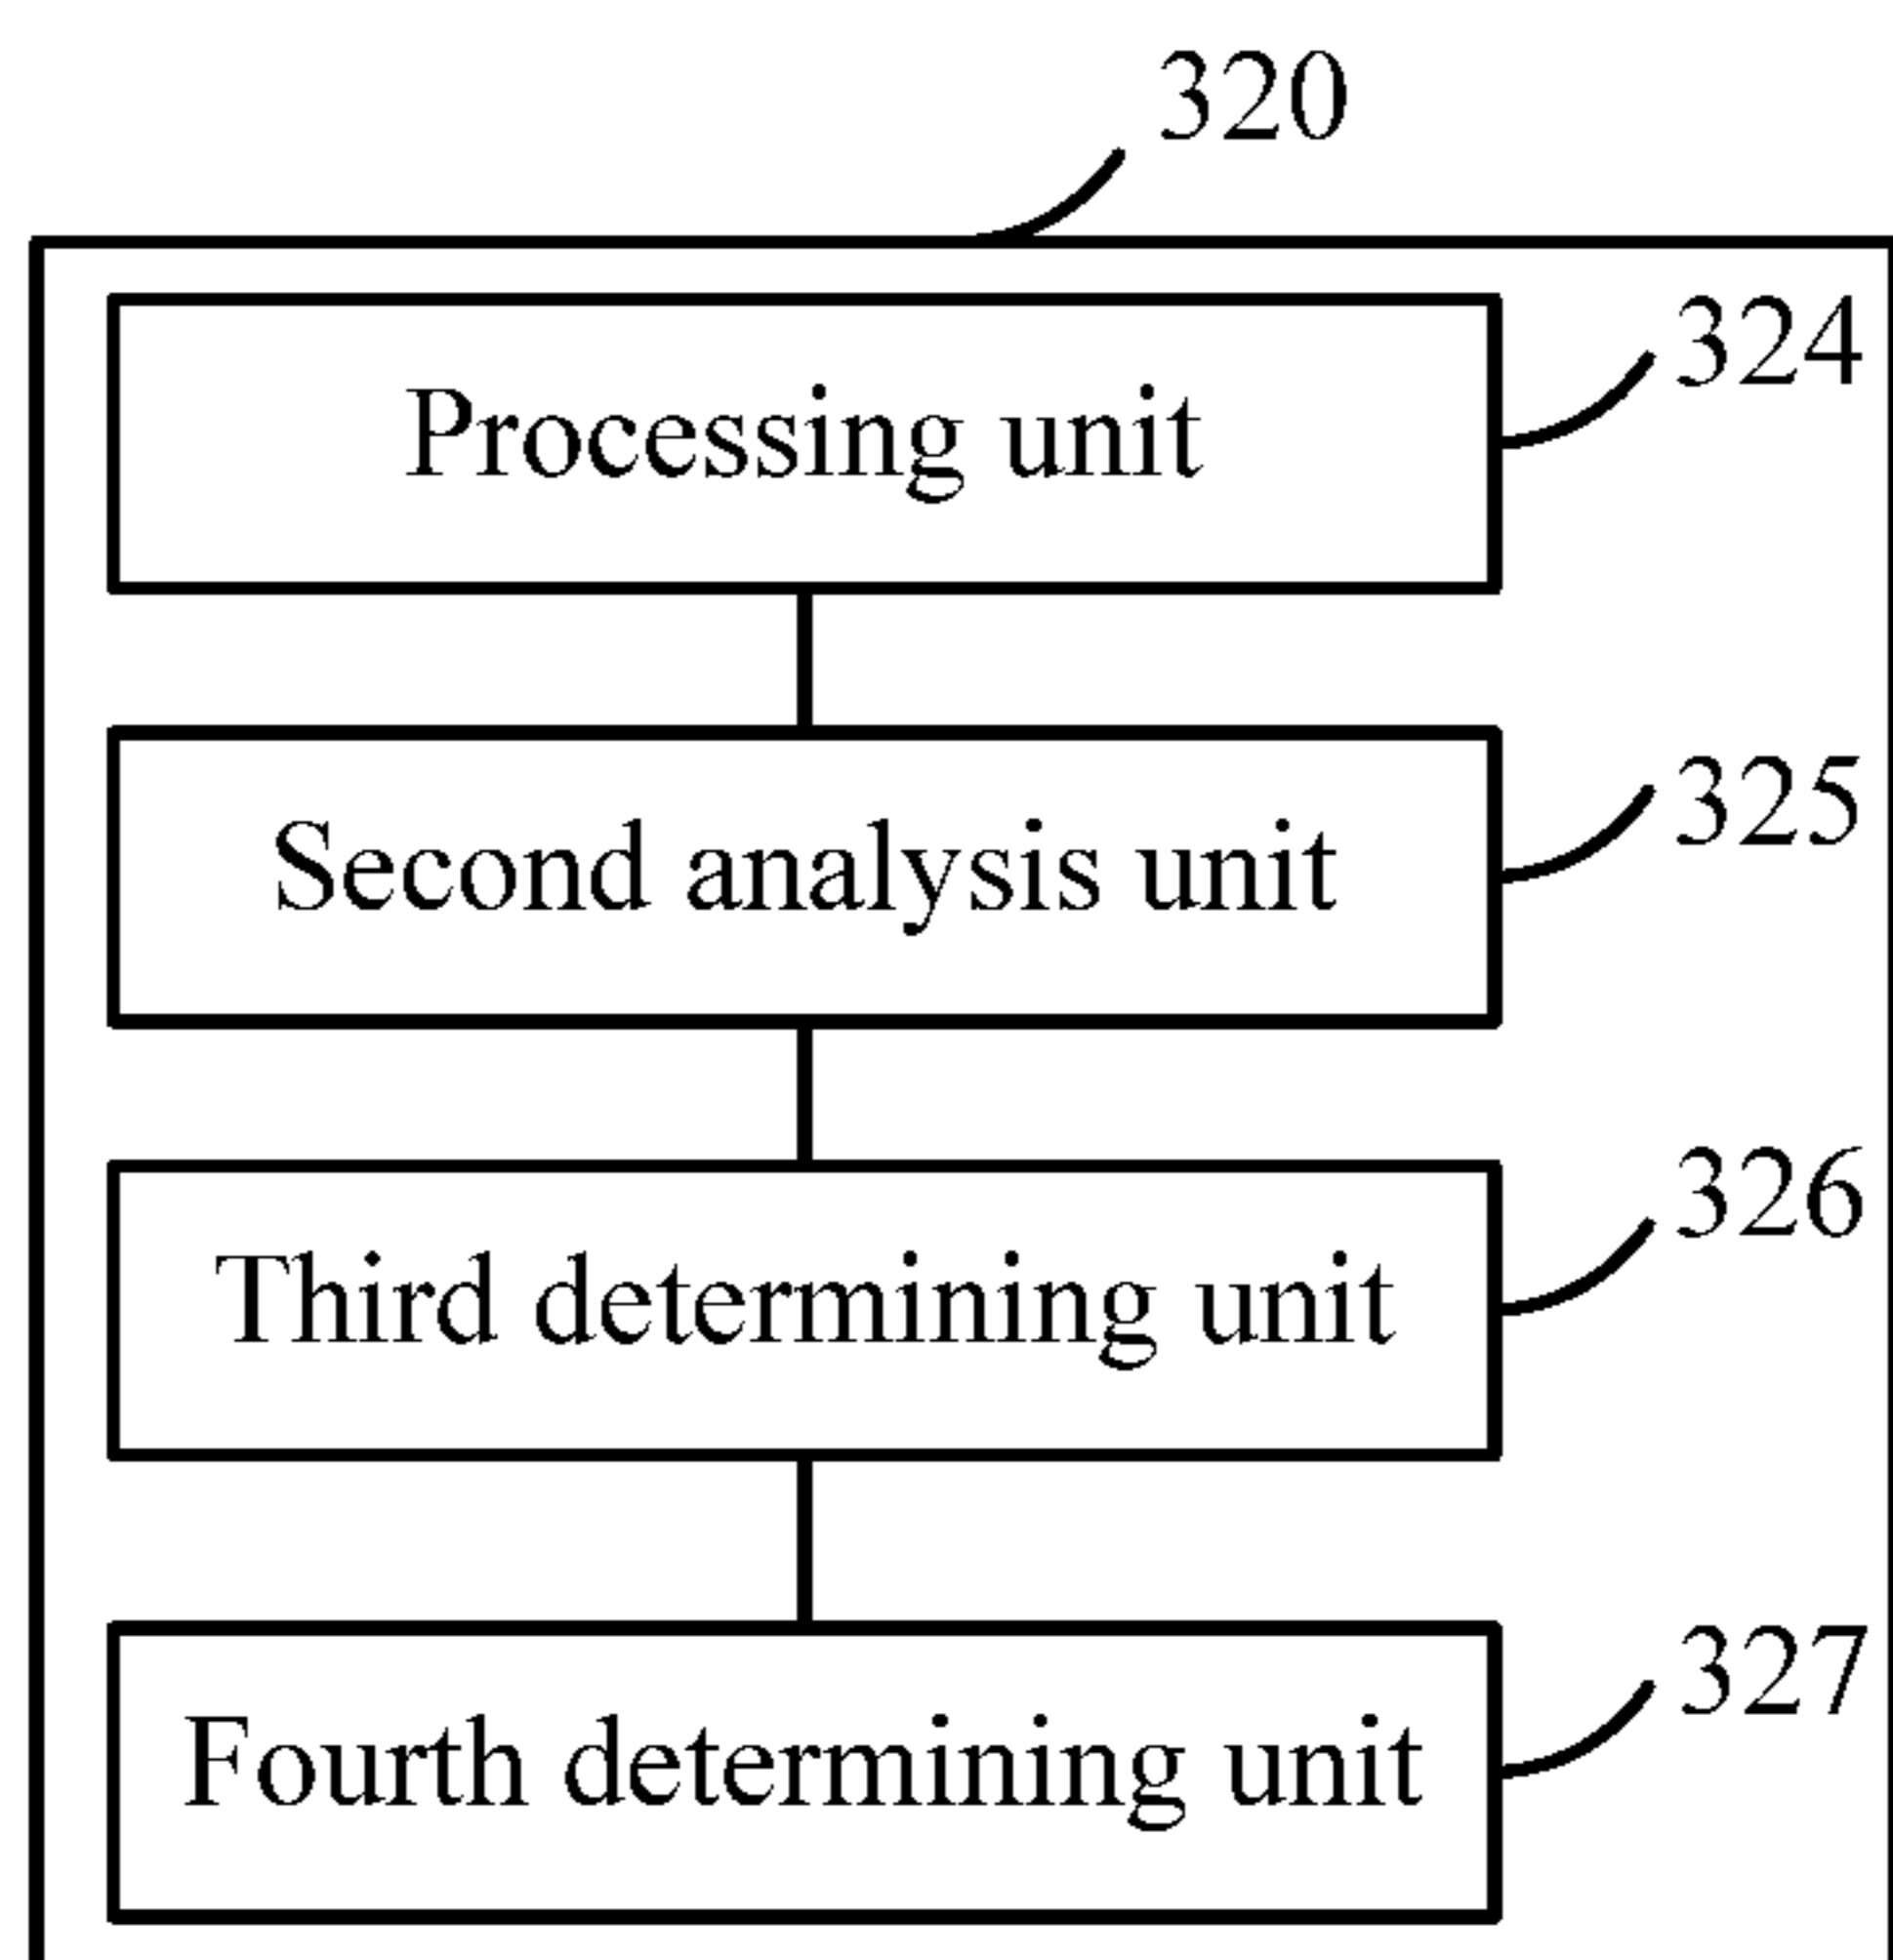 320
Processing unit
324
Second analysis unit
325
Third determining unit
326
Fourth determining unit
327